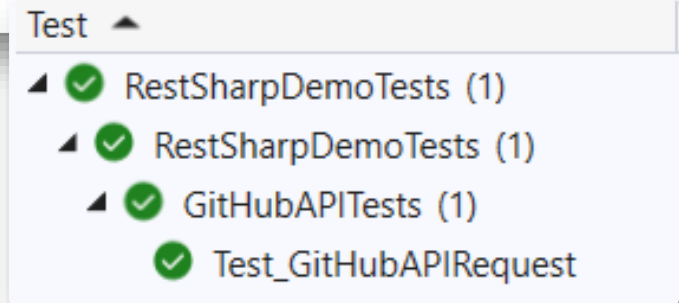 Test
RestSharpDemoTests (1)
RestSharpDemoTests (1)
GitHubAPITests (1)
Test_GitHubAPIRequest